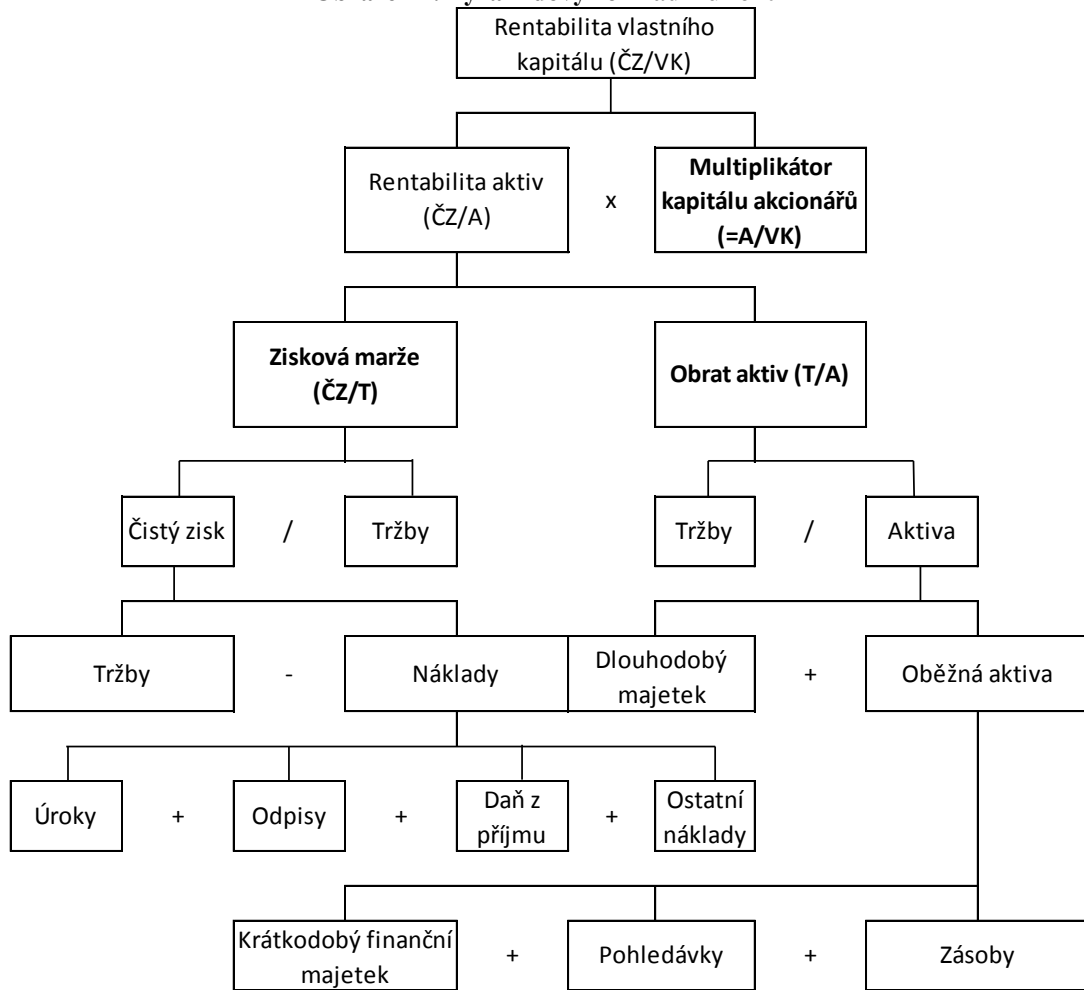 Rentabilita vlastního
kapitálu (ČZ/VK)
Rentabilita aktiv
(ČZ/A)
x
Multiplikátor
kapitálu akcionářů
(=A/VK)
Zisková marže
(ČZ/T)
Obrat aktiv (T/A)
Čistý zisk
/
Tržby
Tržby
/
Aktiva
Tržby
-
Náklady
Dlouhodobý
majetek
+
Oběžná aktiva
Úroky
+
Odpisy
+
Daň z
příjmu
+
Ostatní
náklady
Krátkodobý finanční
majetek
+
Pohledávky
+
Zásoby